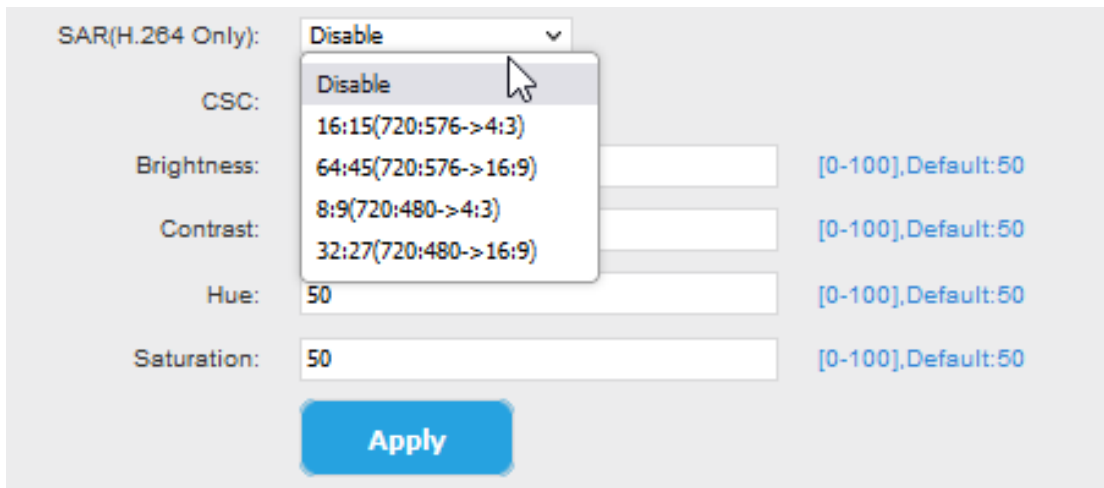 SAR(H.264 Only): Disable
Disable
CSC:
16:15(720:576->4:3)
Brightness: 64:45(720:576->16:9) [0-100],Default:50
8:9(720:480->4:3)
Contrast: [0-100],Default:50
32:27(720:480->16:9)
Hue: 50 [0-100],Default:50
Saturation: 50 [0-100],Default:50
Apply